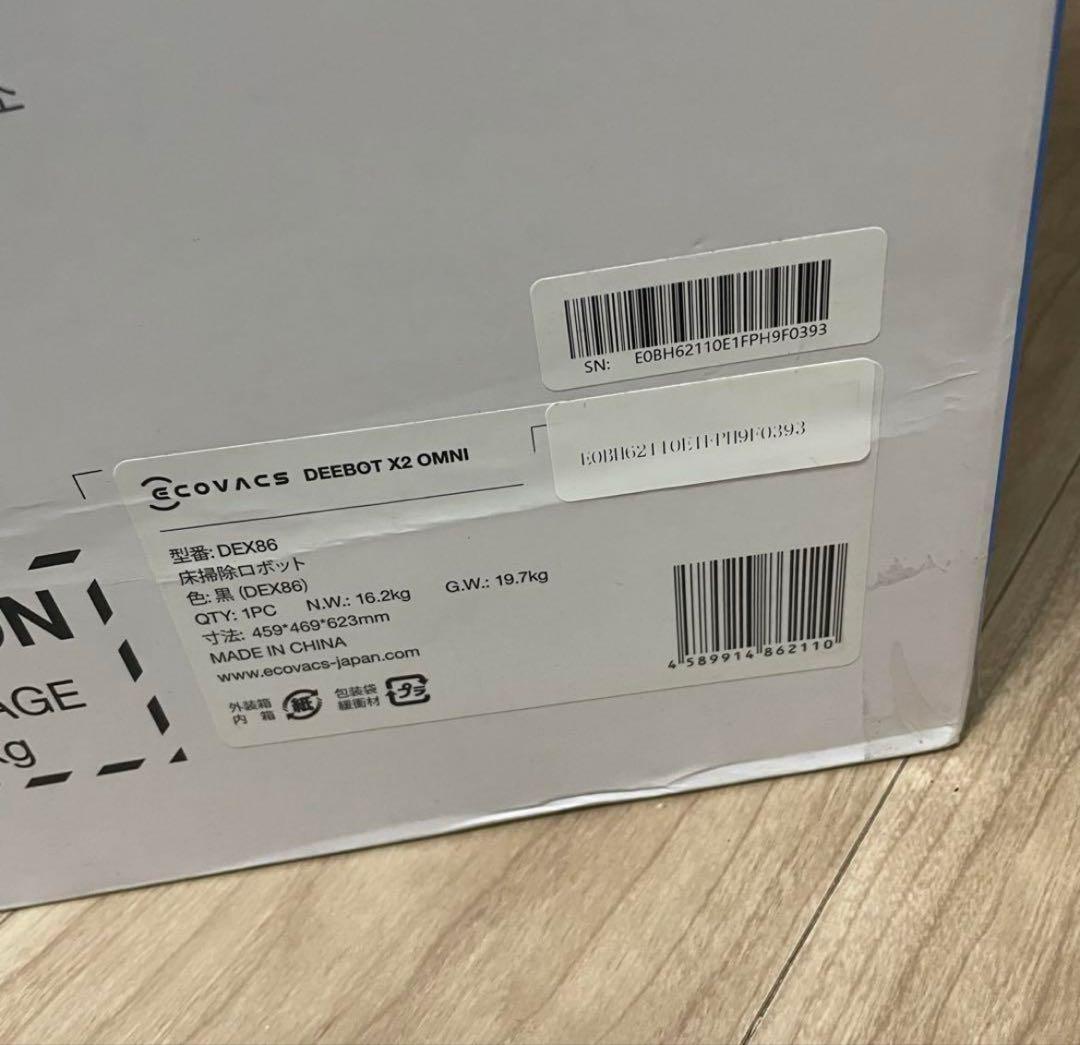 SN: E0BH62110E1FPH9F0393
E0BH62110E1FPH9F0393
ECOVACS DEEBOT X2 OMNI
型番: DEX86
床掃除ロボット
色: 黒 (DEX86)
QTY: 1PC N.W.: 16.2kg G.W.: 19.7kg
寸法: 459*469*623mm
MADE IN CHINA
www.ecovacs-japan.com
外装箱 紙 包装袋 プラ
内 箱 緩衝材
4 589914 862110
ON
AGE
kg